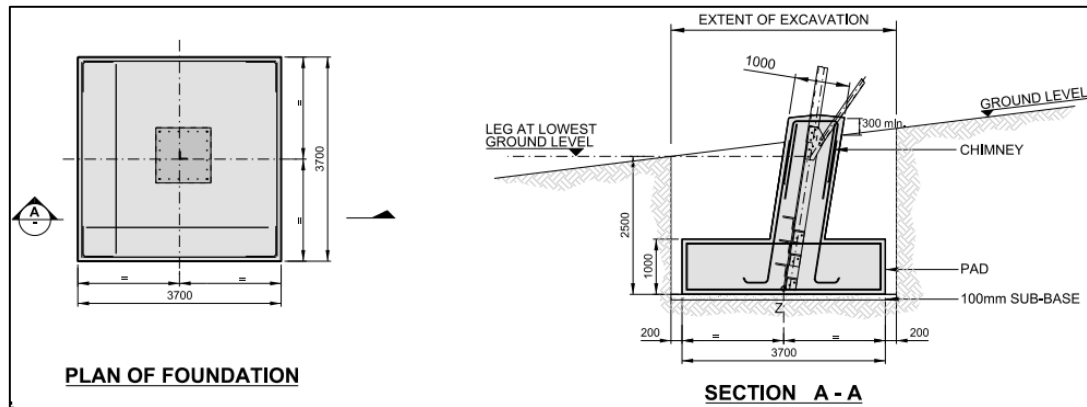 3700
=
=
A
-
=
=
3700
PLAN OF FOUNDATION
EXTENT OF EXCAVATION
1000
GROUND LEVEL
300 min.
LEG AT LOWEST
GROUND LEVEL
CHIMNEY
2500
1000
PAD
100mm SUB-BASE
Z
200
=
=
200
3700
SECTION A - A